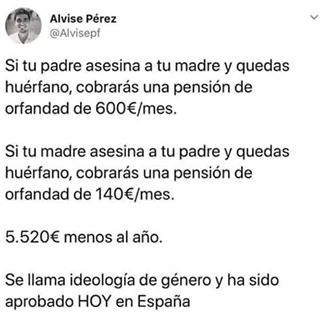 Alvise Pérez
@Alvisepf
Si tu padre asesina a tu madre y quedas
huérfano, cobrarás una pensión de
orfandad de 600€/mes.
Si tu madre asesina a tu padre y quedas
huérfano, cobrarás una pensión de
orfandad de 140€/mes.
5.520€ menos al año.
Se llama ideología de género y ha sido
aprobado HOY en España